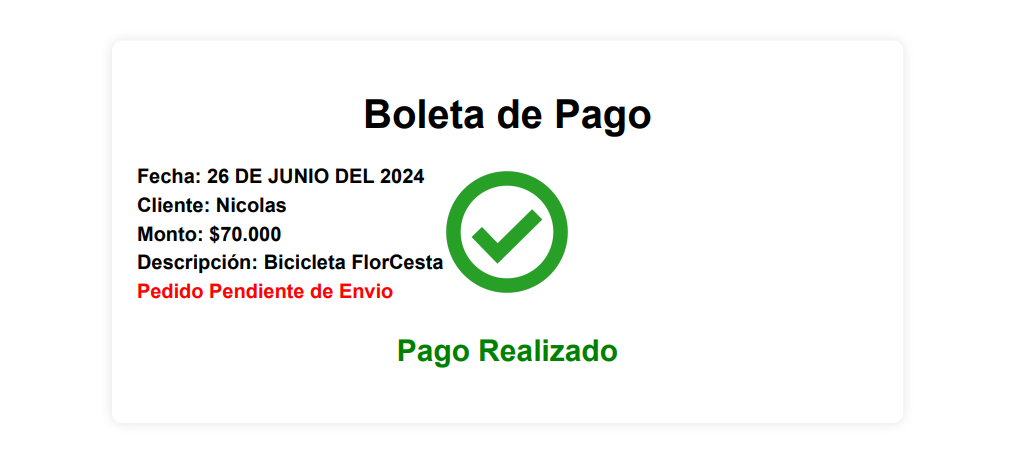 Boleta de Pago
Fecha: 26 DE JUNIO DEL 2024
Cliente: Nicolas
Monto: $70.000
Descripción: Bicicleta FlorCesta
Pedido Pendiente de Envio
Pago Realizado